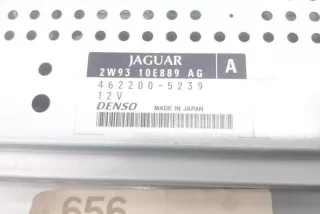 JAGUAR
2W93 10E889 AG A
462200-5239
12V
DENSO MADE IN JAPAN
656